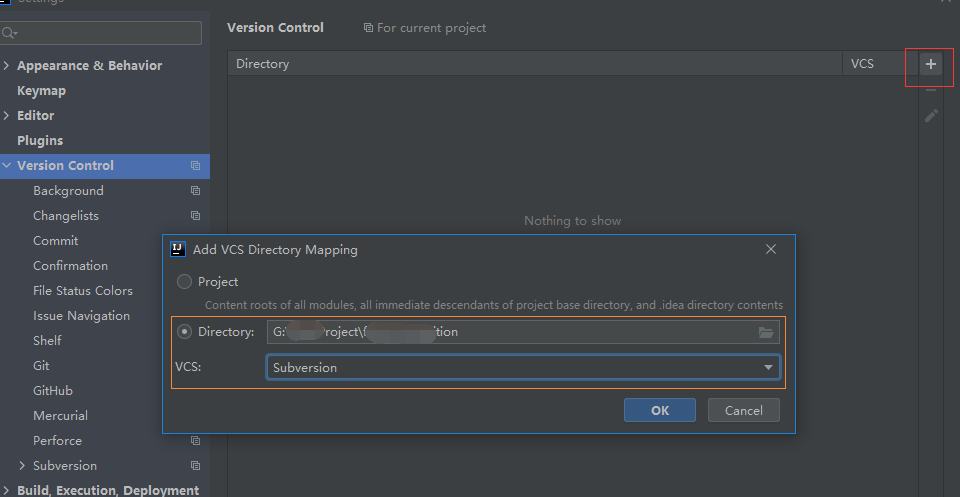 Settings
Version Control
For current project
Directory
VCS
Appearance & Behavior
Keymap
Editor
Plugins
Version Control
Background
Changelists
Commit
Confirmation
File Status Colors
Issue Navigation
Shelf
Git
GitHub
Mercurial
Perforce
Subversion
Build, Execution, Deployment
Nothing to show
IJ
Add VCS Directory Mapping
Project
Content roots of all modules, all immediate descendants of project base directory, and .idea directory contents
Directory:
G:\ roject\ tion
VCS:
Subversion
OK
Cancel